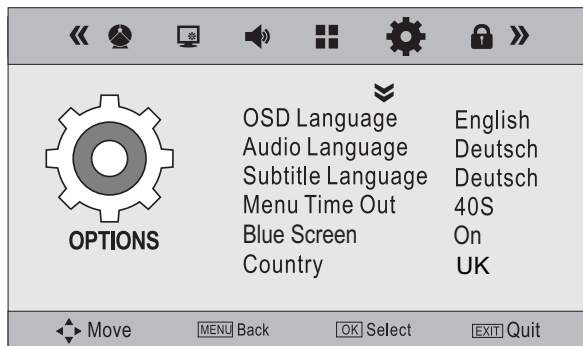 OSD Language English
Audio Language Deutsch
Subtitle Language Deutsch
Menu Time Out 40S
Blue Screen On
Country UK
OPTIONS
Move MENU Back OK Select EXIT Quit